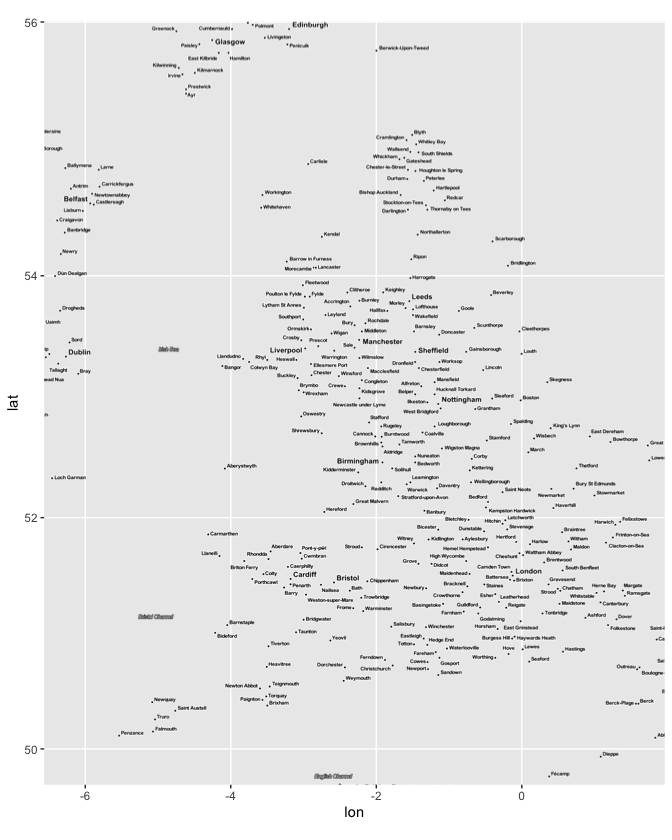 56
Greenock
Cumbernauld
Polmont
Edinburgh
Livingston
Paisley
Glasgow
Penicuik
Berwick-Upon-Tweed
East Kilbride
Hamilton
Kilwinning
Kilmarnock
Irvine
Prestwick
Ayr
Blyth
Cramlington
Whitley Bay
Wallsend
South Shields
Whickham
Gateshead
Carlisle
Ballymena
Larne
Chester-le-Street
Houghton le Spring
Durham
Peterlee
Antrim
Carrickfergus
Newtownabbey
Workington
Bishop Auckland
Hartlepool
Redcar
Belfast
Castlereagh
Whitehaven
Stockton-on-Tees
Thornaby on Tees
Lisburn
Darlington
Craigavon
Banbridge
Kendal
Northallerton
Scarborough
Newry
Barrow in Furness
Ripon
Bridlington
Morecambe
Lancaster
54
Dún Dealgan
Harrogate
Fleetwood
Poulton le Fylde
Fylde
Clitheroe
Keighley
Beverley
Leeds
Lytham St Annes
Accrington
Burnley
Morley
Lofthouse
Drogheda
Halifax
Goole
Southport
Leyland
Wakefield
Uaimh
Bury
Rochdale
Barnsley
Scunthorpe
Ormskirk
Wigan
Middleton
Doncaster
Cleethorpes
Sord
Crosby
Prescot
Sale
Manchester
Dublin
Irish Sea
Liverpool
Sheffield
Gainsborough
Louth
Llandudno
Rhyl
Heswall
Warrington
Wilmslow
Tallaght
Bray
Bangor
Colwyn Bay
Ellesmere Port
Macclesfield
Dronfield
Worksop
Chesterfield
Lincoln
ead Nua
Buckley
Chester
Winsford
Congleton
Alfreton
Mansfield
Skegness
Brymbo
Crewe
Kidsgrove
Belper
Hucknall Torkard
Wrexham
Newcastle under Lyme
Ilkeston
Nottingham
Sleaford
Boston
Oswestry
Stafford
West Bridgford
Grantham
Shrewsbury
Rugeley
Loughborough
Spalding
King's Lynn
Cannock
Burntwood
Coalville
Wisbech
East Dereham
Brownhills
Tamworth
Stamford
Bowthorpe
Great
Aldridge
Wigston Magna
March
Birmingham
Nuneaton
Corby
Lowes
Aberystwyth
Kidderminster
Solihull
Bedworth
Kettering
Thetford
Loch Garman
Droitwich
Leamington
Wellingborough
Redditch
Warwick
Daventry
Saint Neots
Bury St Edmunds
Stratford-upon-Avon
Bedford
Newmarket
Stowmarket
Great Malvern
Hereford
Banbury
Kempston Hardwick
Haverhill
52
Bletchley
Letchworth
Hitchin
Felixstowe
Harwich
Bicester
Dunstable
Stevenage
Braintree
Carmarthen
Witney
Kidlington
Aylesbury
Hertford
Witham
Frinton-on-Sea
Harlow
Clacton-on-Sea
Aberdare
Pont-y-pŵl
Stroud
Cirencester
Hemel Hempstead
Maldon
Llanelli
Rhondda
Cwmbran
High Wycombe
Cheshunt
Waltham Abbey
Grove
Didcot
Brentwood
Briton Ferry
Caerphilly
Maidenhead
Camden Town
South Benfleet
Coity
Cardiff
Bristol
Battersea
London
Porthcawl
Penarth
Chippenham
Bracknell
Staines
Brixton
Gravesend
Herne Bay
Margate
Barry
Nailsea
Bath
Newbury
Chatham
Ramsgate
Strood
Whitstable
Trowbridge
Crowthorne
Esher
Leatherhead
Maidstone
Canterbury
Weston-super-Mare
Frome
Warminster
Basingstoke
Guildford
Reigate
Farnham
Tonbridge
Ashford
Dover
Bristol Channel
Bridgwater
Godalming
Barnstaple
Salisbury
Winchester
Horsham
East Grinstead
Folkestone
Bideford
Taunton
Yeovil
Eastleigh
Hedge End
Burgess Hill
Haywards Heath
Tiverton
Totton
Waterlooville
Hove
Lewes
Hastings
Fareham
Worthing
Seaford
Ferndown
Cowes
Gosport
Heavitree
Dorchester
Christchurch
Newport
Sandown
Outreau
Boulogne-
Weymouth
Newton Abbot
Teignmouth
Newquay
Paignton
Torquay
Brixham
Berck-Plage
Berck
Saint Austell
Truro
Falmouth
Penzance
50
Dieppe
Fécamp
English Channel
-6
-4
-2
0
lon
lat